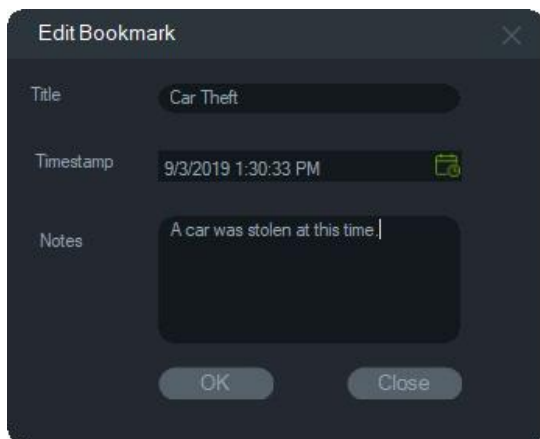 Edit Bookmark
Title
Car Theft
Timestamp
9/3/2019 1:30:33 PM
Notes
A car was stolen at this time.
OK
Close